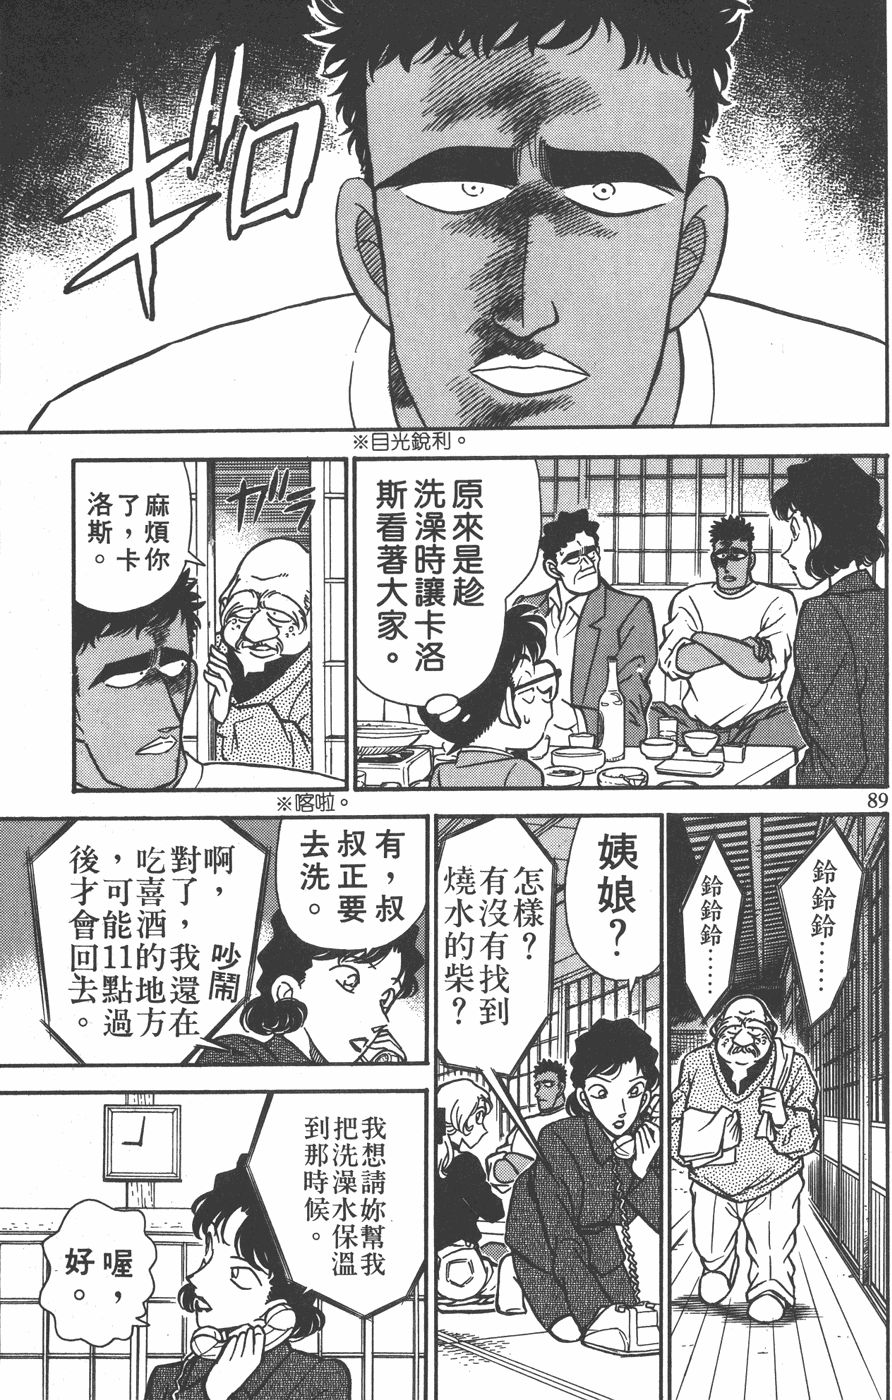 ギロ
※目光銳利。
原來是趁
洗澡時讓卡洛
斯看著大家。
ガラ
麻煩你
了，卡
洛斯。
※喀啦。
89
鈴鈴鈴……
鈴鈴鈴……
姨娘？
怎樣？
有沒有找到
燒水的柴？
有，叔
叔正要
去洗。
吵鬧
啊，
對了，我還在
吃喜酒的地方
，可能11點過
後才會回去。
我想請妳幫我
把洗澡水保溫
到那時候。
喔，
好。